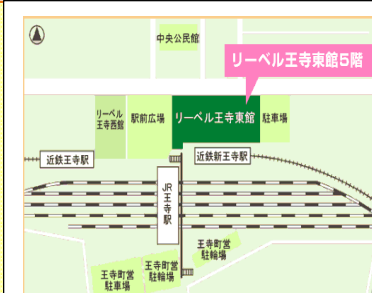 中央公民館
リーベル王寺東館5階
リーベル
王寺西館
駅前広場
リーベル王寺東館
駐車場
近鉄王寺駅
近鉄新王寺駅
JR王寺駅
王寺町営
駐輪場
王寺町営
駐輪場
王寺町営
駐車場